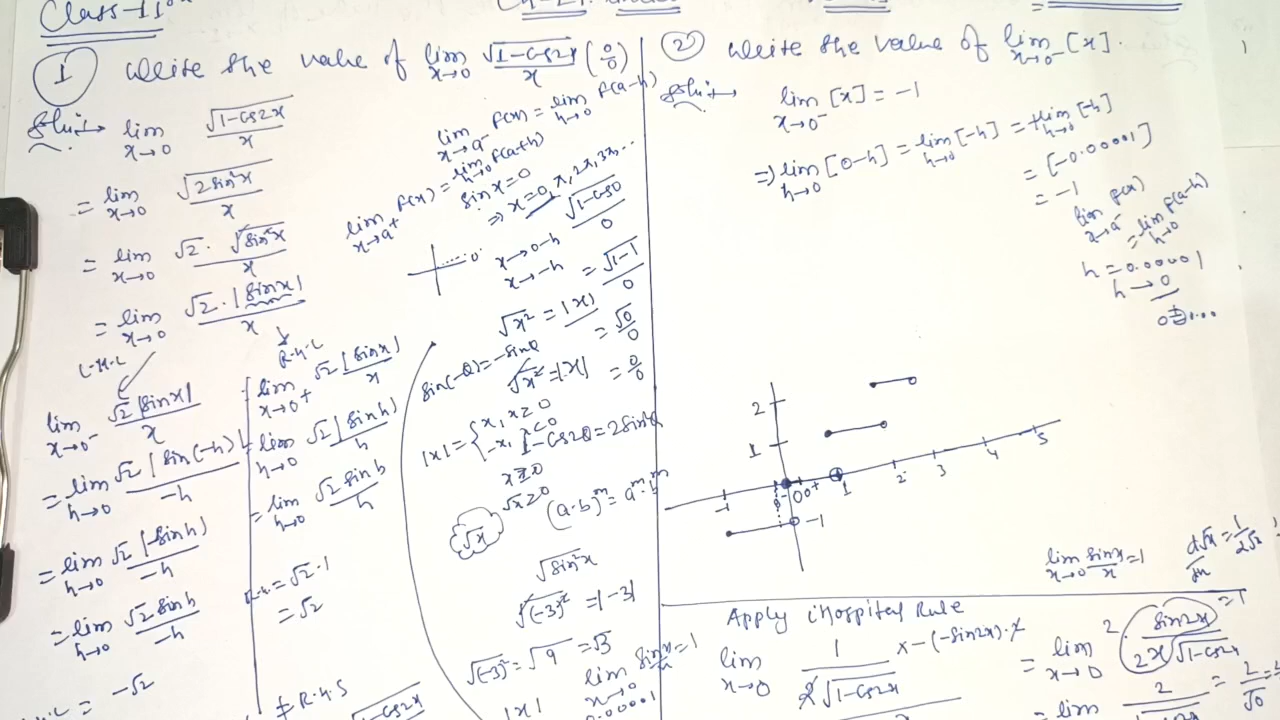 Class-11
① Write the value of lim x→0 √1-cos2x / x (0/0)
Soln:→ lim x→0 √1-cos2x / x
= lim x→0 √2sin²x / x
= lim x→0 √2·√sin²x / x
= lim x→0 √2·|sinx| / x
L-H-L
R-H-L
lim x→0⁻ √2|sinx| / x
= lim h→0 √2|sin(-h)| / -h
= lim h→0 √2|-sinh| / -h
= lim h→0 √2 sinh / -h
= -√2
lim x→0+ √2|sinx| / x
= lim h→0 √2|sinh| / h
= lim h→0 √2 sinh / h
= √2·1
= √2
≠ R-H-S
lim x→a⁻ f(x) = lim h→0 f(a-h)
lim x→a+ f(x) = lim h→0 f(a+h)
sinx=0
⇒ x=0, π, 2π, 3π...
√1-cos0 / 0
x→0-h
x→-h
= √1-1 / 0
√x² = |x|
= √0 / 0
sin(-θ)=-sinθ
√x² = |x|
= 0/0
|x| = { x, x≥0
-x, x<0
1-cos2θ=2sin²θ
x≥0
√x≥0
√x
(a·b)^m = a^m·b^m
√sin²x
√(-3)² = |-3|
√(-3)² = √9 = √3
lim x→0 sinx/x = 1
|x|
0.00001
② Write the value of lim x→0⁻ [x].
Soln:→ lim x→0⁻ [x] = -1
⇒ lim h→0 [0-h] = lim h→0 [-h] = lim h→0 [-h]
= [-0.00001]
= -1
lim x→a⁻ f(x)
= lim h→0 f(a-h)
h = 0.00001
h→0
2
1
-1
0 0+
1 2 3 4 5
-1
lim x→0 sinx/x = 1
d√x/dx = 1/2√x
Apply L'Hospital Rule
lim x→0 1 / 2√1-cos2x × -(-sin2x)·2
= lim x→0 2· sin2x / 2x √1-cos2x = 1
= lim 2 / = 2/√0